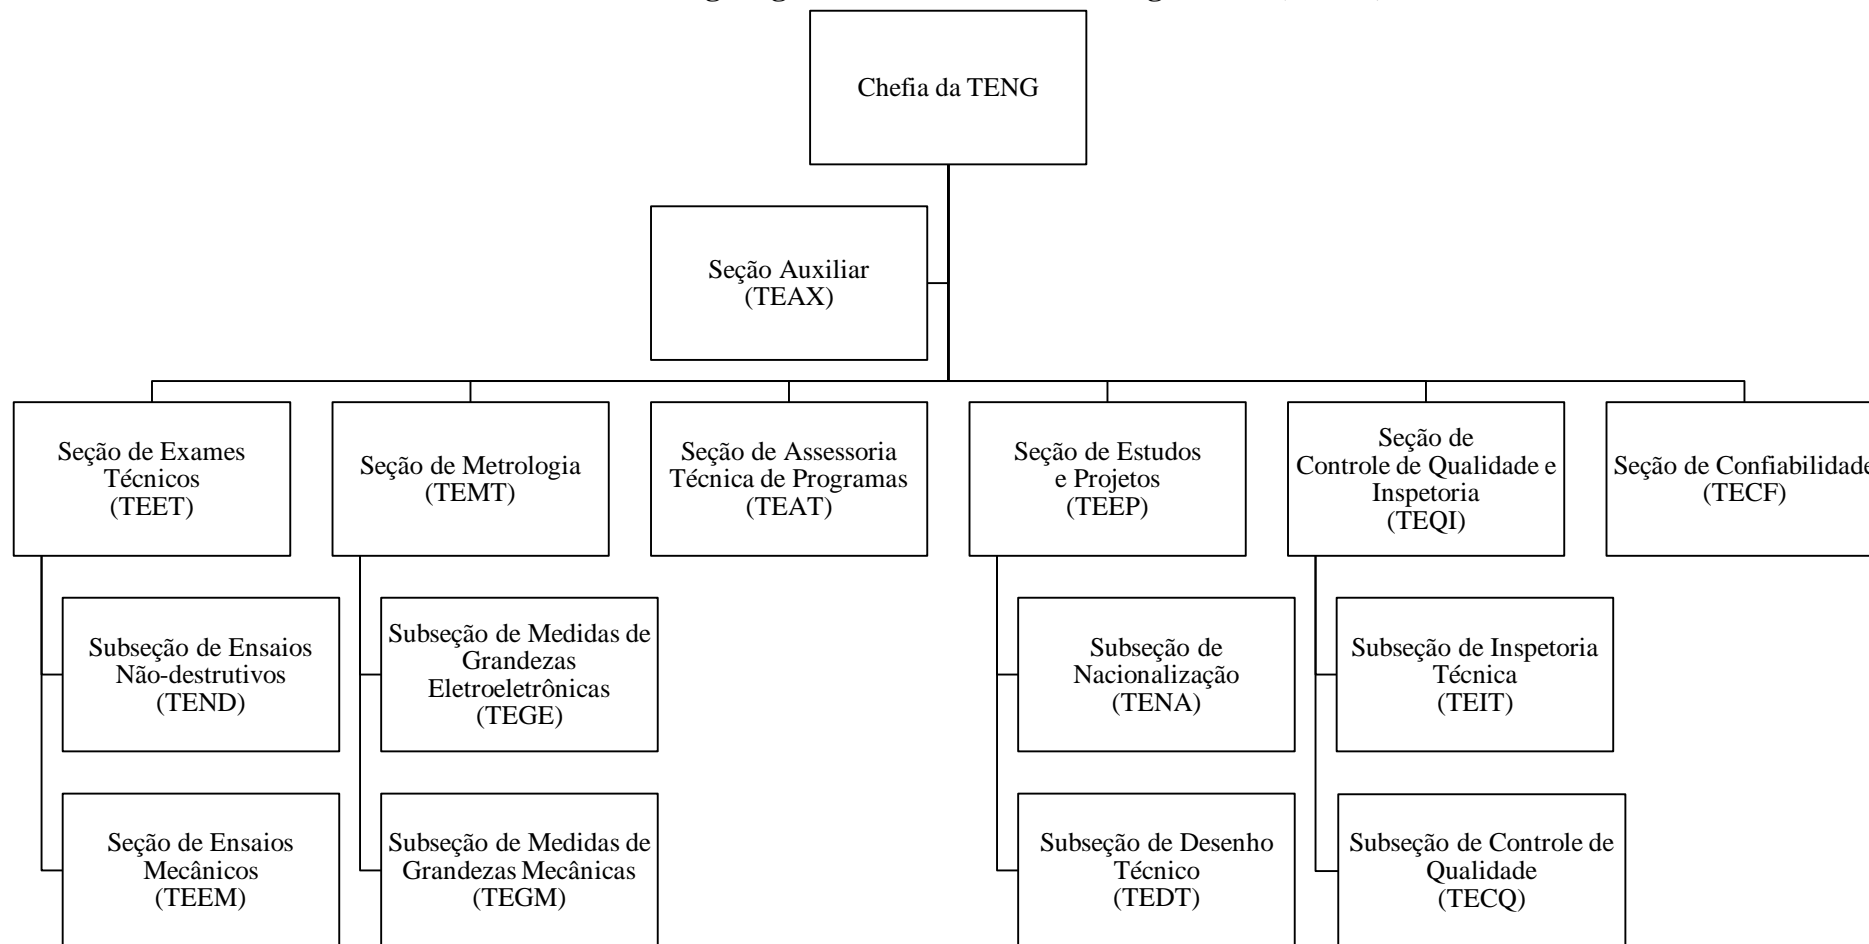 Chefia da TENG
Seção Auxiliar
(TEAX)
Seção de Exames
Técnicos
(TEET)
Seção de Metrologia
(TEMT)
Seção de Assessoria
Técnica de Programas
(TEAT)
Seção de Estudos
e Projetos
(TEEP)
Seção de
Controle de Qualidade e
Inspetoria
(TEQI)
Seção de Confiabilidade
(TECF)
Subseção de Ensaios
Não-destrutivos
(TEND)
Subseção de Medidas de
Grandezas
Eletroeletrônicas
(TEGE)
Subseção de
Nacionalização
(TENA)
Subseção de Inspetoria
Técnica
(TEIT)
Seção de Ensaios
Mecânicos
(TEEM)
Subseção de Medidas de
Grandezas Mecânicas
(TEGM)
Subseção de Desenho
Técnico
(TEDT)
Subseção de Controle de
Qualidade
(TECQ)